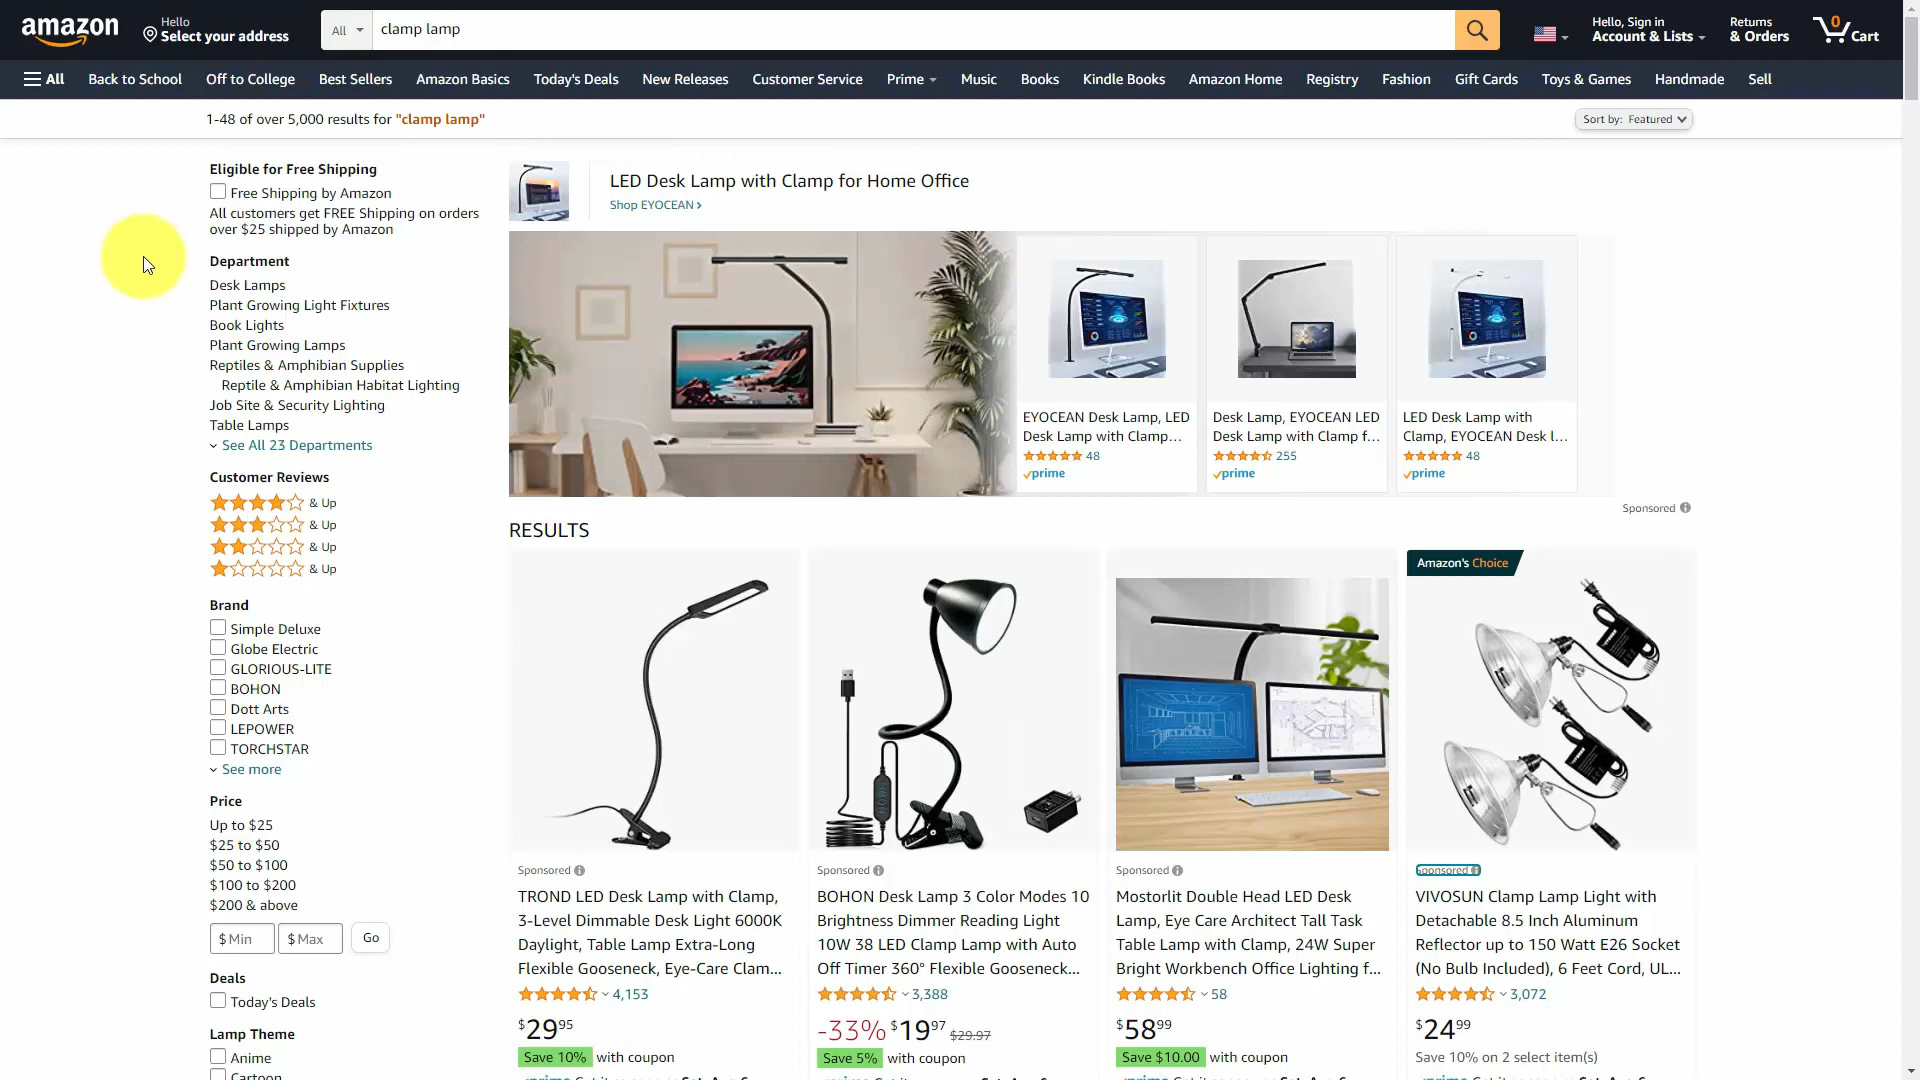 amazon
Hello
Select your address
All
clamp lamp
Hello, Sign in
Account & Lists
Returns
& Orders
0
Cart
All
Back to School
Off to College
Best Sellers
Amazon Basics
Today's Deals
New Releases
Customer Service
Prime
Music
Books
Kindle Books
Amazon Home
Registry
Fashion
Gift Cards
Toys & Games
Handmade
Sell
1-48 of over 5,000 results for "clamp lamp"
Sort by: Featured
Eligible for Free Shipping
Free Shipping by Amazon
All customers get FREE Shipping on orders
over $25 shipped by Amazon
Department
Desk Lamps
Plant Growing Light Fixtures
Book Lights
Plant Growing Lamps
Reptiles & Amphibian Supplies
Reptile & Amphibian Habitat Lighting
Job Site & Security Lighting
Table Lamps
See All 23 Departments
Customer Reviews
& Up
& Up
& Up
& Up
Brand
Simple Deluxe
Globe Electric
GLORIOUS-LITE
BOHON
Dott Arts
LEPOWER
TORCHSTAR
See more
Price
Up to $25
$25 to $50
$50 to $100
$100 to $200
$200 & above
$ Min
$ Max
Go
Deals
Today's Deals
Lamp Theme
Anime
Cartoon
LED Desk Lamp with Clamp for Home Office
Shop EYOCEAN ›
EYOCEAN Desk Lamp, LED
Desk Lamp with Clamp...
48
prime
Desk Lamp, EYOCEAN LED
Desk Lamp with Clamp f...
255
prime
LED Desk Lamp with
Clamp, EYOCEAN Desk l...
48
prime
Sponsored
RESULTS
Sponsored
TROND LED Desk Lamp with Clamp,
3-Level Dimmable Desk Light 6000K
Daylight, Table Lamp Extra-Long
Flexible Gooseneck, Eye-Care Clam...
4,153
$29 95
Save 10% with coupon
Sponsored
BOHON Desk Lamp 3 Color Modes 10
Brightness Dimmer Reading Light
10W 38 LED Clamp Lamp with Auto
Off Timer 360° Flexible Gooseneck...
3,388
-33% $19 97 $29.97
Save 5% with coupon
Sponsored
Mostorlit Double Head LED Desk
Lamp, Eye Care Architect Tall Task
Table Lamp with Clamp, 24W Super
Bright Workbench Office Lighting f...
58
$58 99
Save $10.00 with coupon
Amazon's Choice
Sponsored
VIVOSUN Clamp Lamp Light with
Detachable 8.5 Inch Aluminum
Reflector up to 150 Watt E26 Socket
(No Bulb Included), 6 Feet Cord, UL...
3,072
$24 99
Save 10% on 2 select item(s)